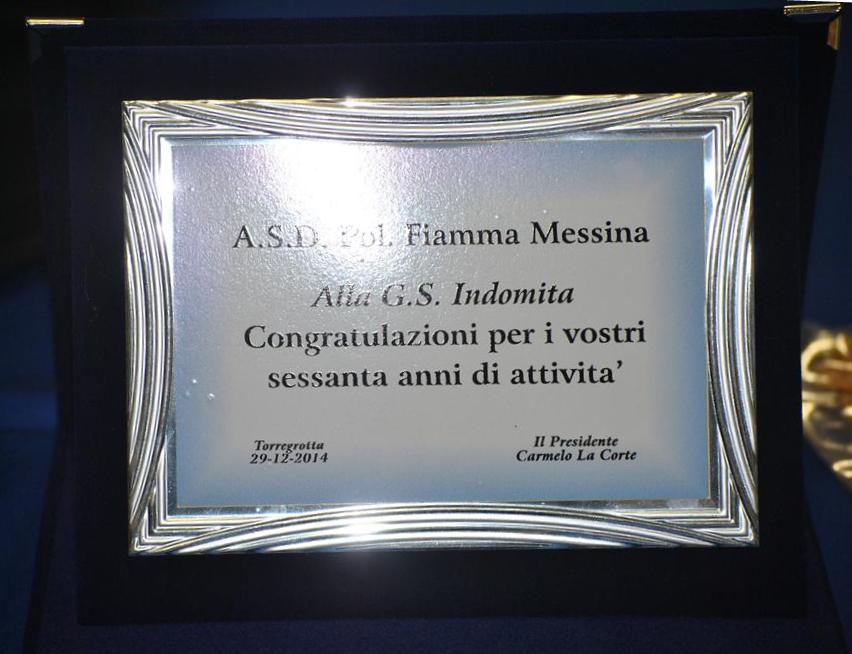 A.S.D. Pol. Fiamma Messina
Alla G.S. Indomita
Congratulazioni per i vostri
sessanta anni di attivita'
Torregrotta
29-12-2014
Il Presidente
Carmelo La Corte